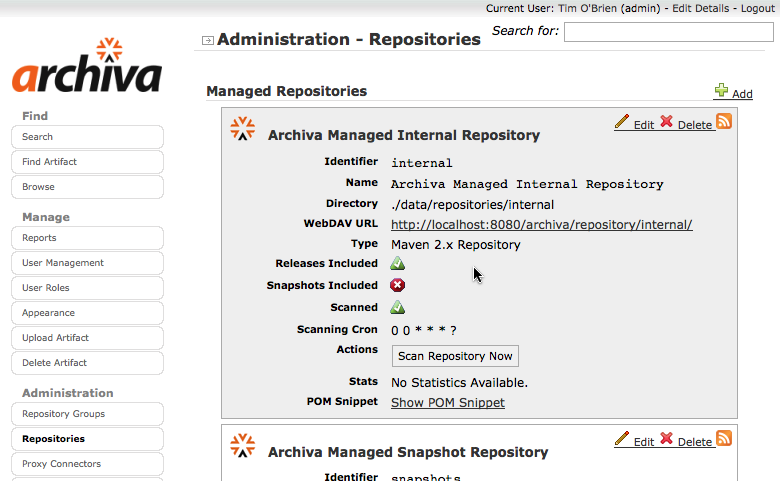 Current User: Tim O'Brien (admin) - Edit Details - Logout
Search for:
Administration - Repositories
archiva
Find
Search
Find Artifact
Browse
Manage
Reports
User Management
User Roles
Appearance
Upload Artifact
Delete Artifact
Administration
Repository Groups
Repositories
Proxy Connectors
Managed Repositories
Add
Archiva Managed Internal Repository
Edit Delete
Identifier internal
Name Archiva Managed Internal Repository
Directory ./data/repositories/internal
WebDAV URL http://localhost:8080/archiva/repository/internal/
Type Maven 2.x Repository
Releases Included
Snapshots Included
Scanned
Scanning Cron 0 0 * * * ?
Actions Scan Repository Now
Stats No Statistics Available.
POM Snippet Show POM Snippet
Archiva Managed Snapshot Repository
Edit Delete
Identifier snapshots